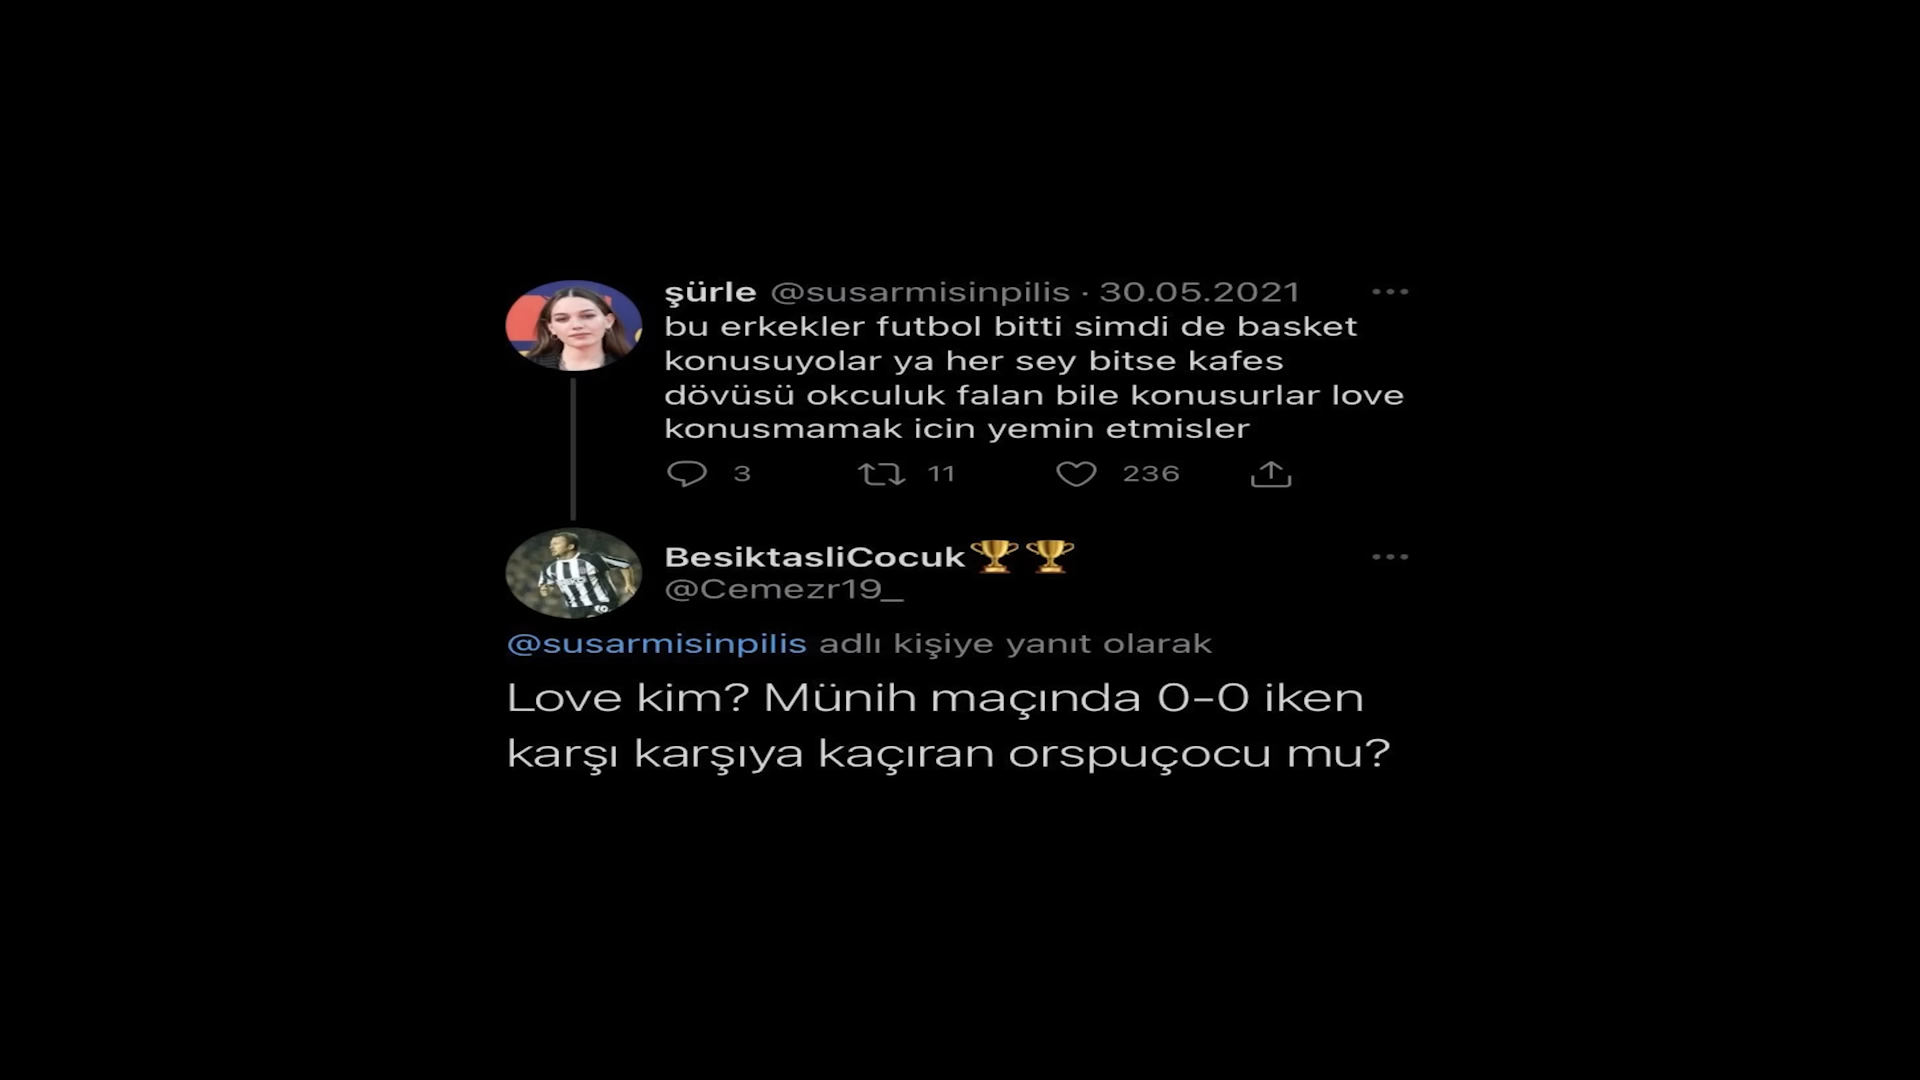 şürle @susarmisinpilis · 30.05.2021
bu erkekler futbol bitti simdi de basket
konusuyolar ya her sey bitse kafes
dövüsü okculuk falan bile konusurlar love
konusmamak icin yemin etmisler
3 11 236
BesiktasliCocuk🏆🏆
@Cemezr19_
@susarmisinpilis adlı kişiye yanıt olarak
Love kim? Münih maçında 0-0 iken
karşı karşıya kaçıran orspuçocu mu?